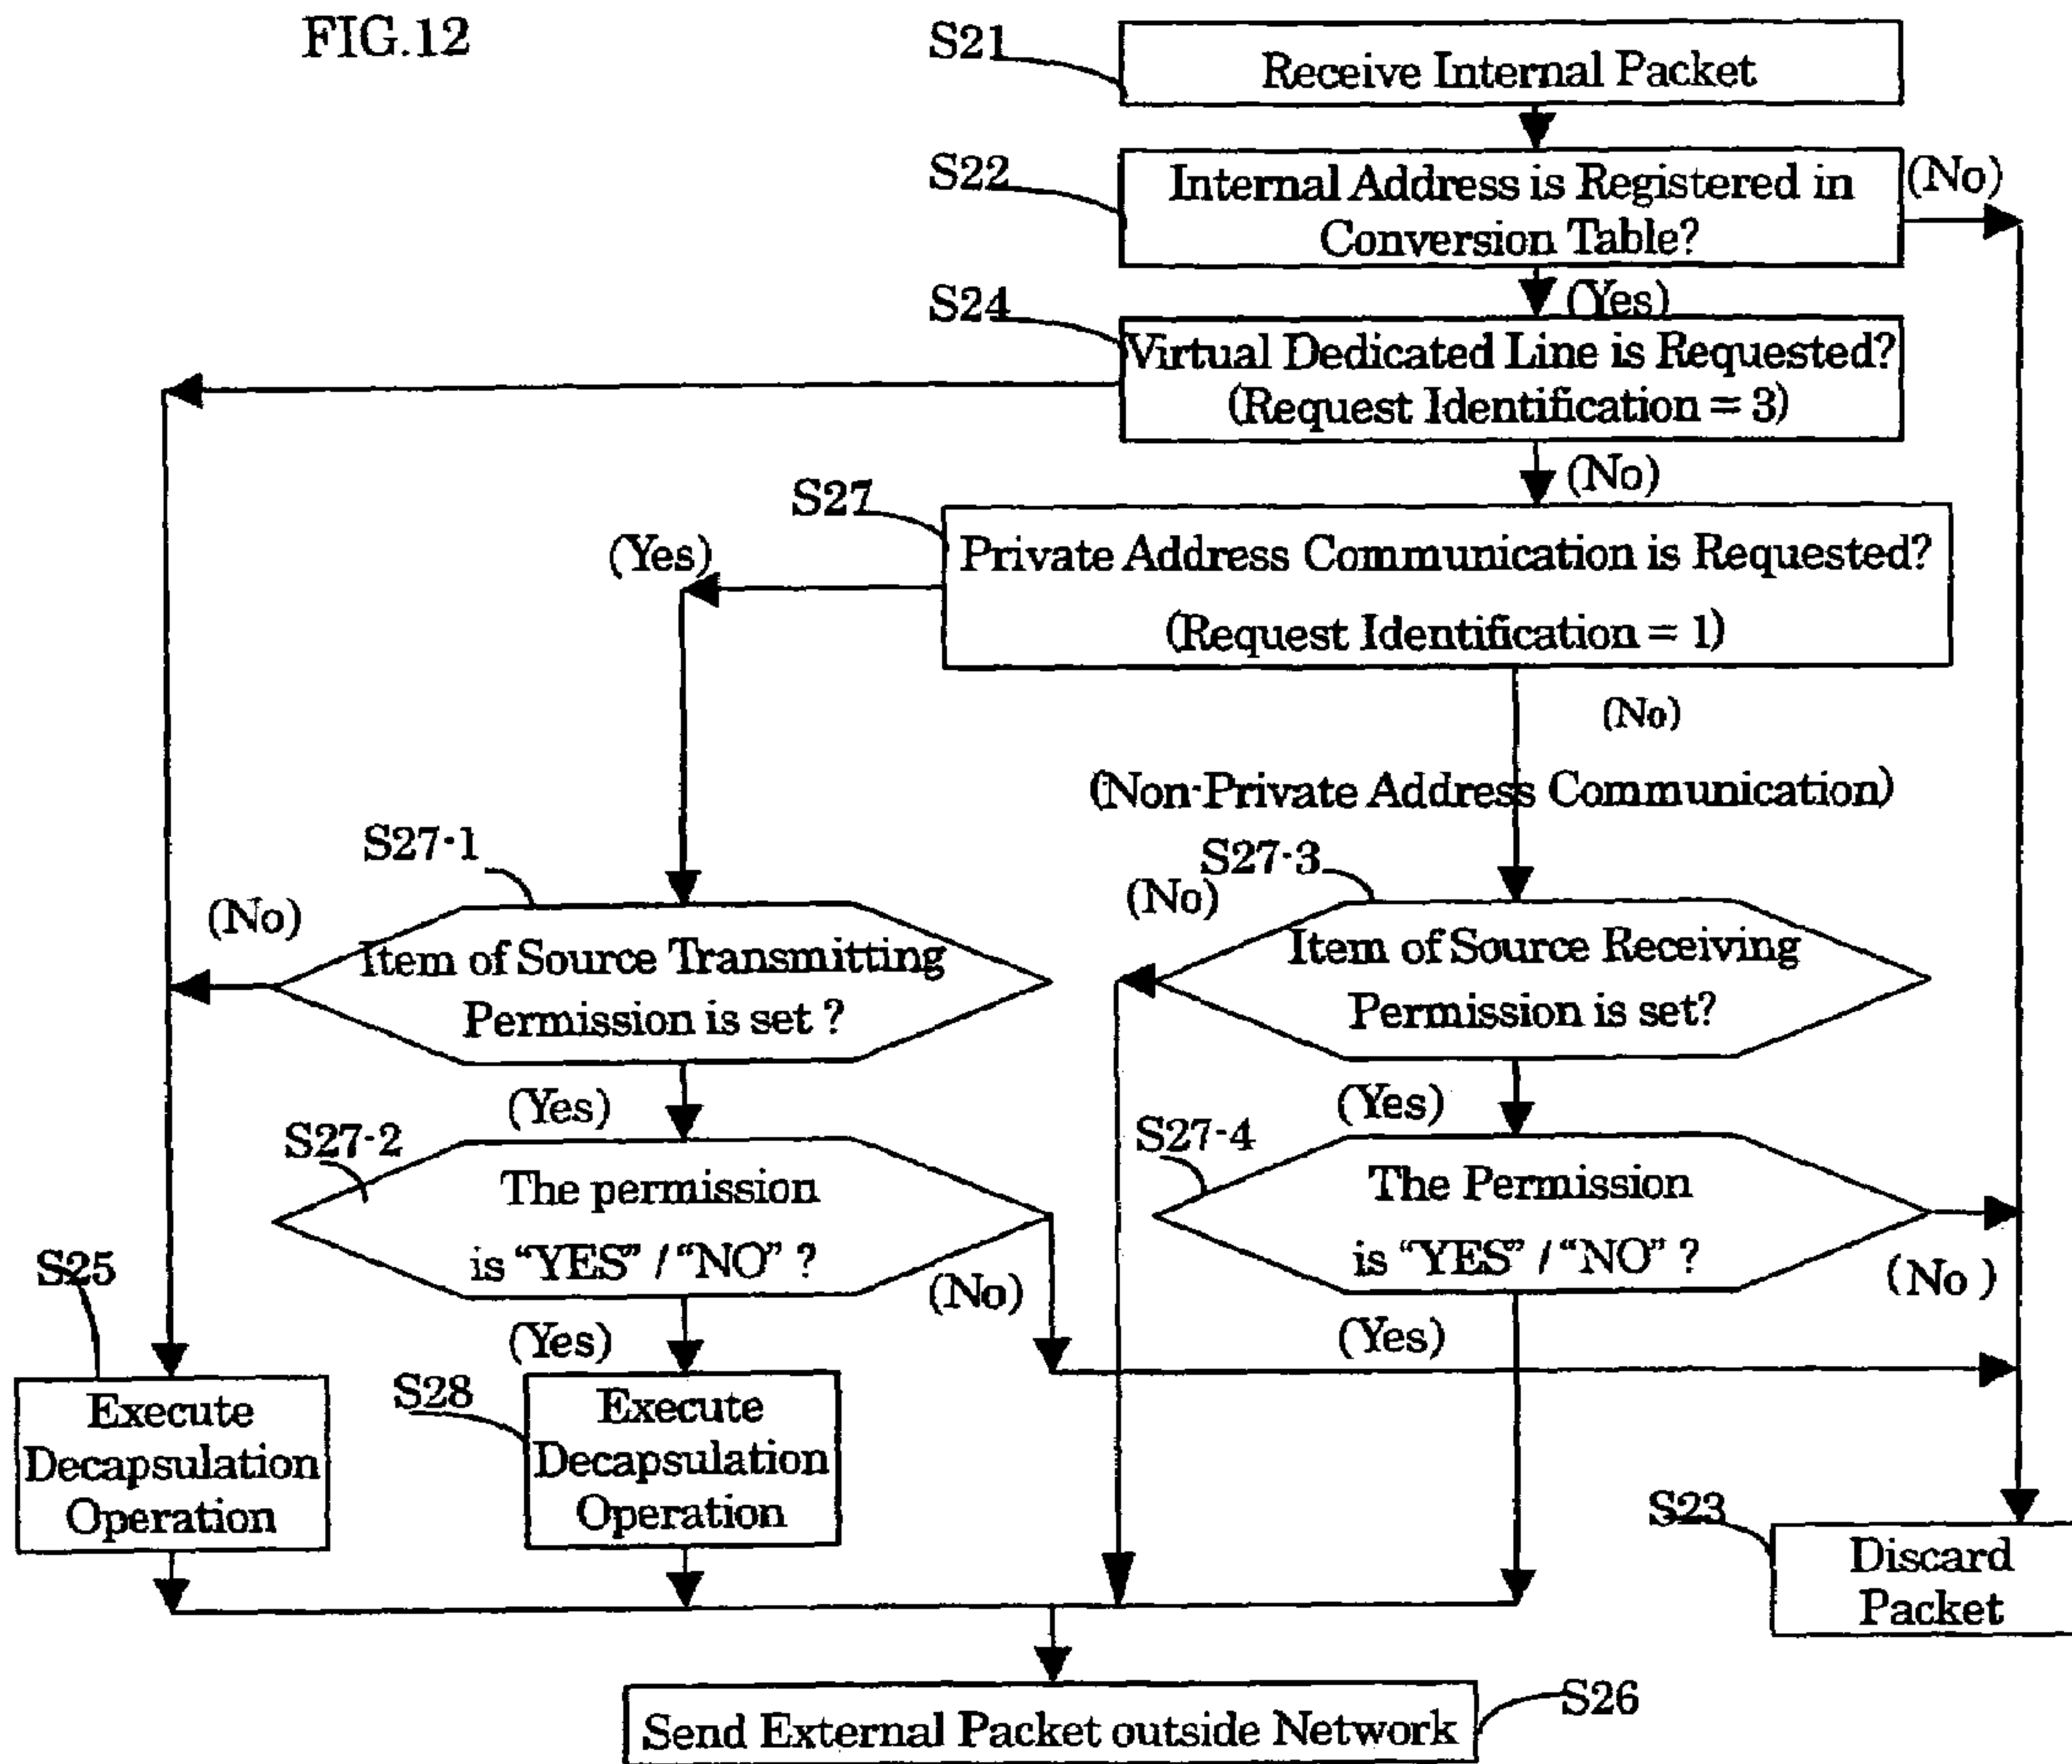 FIG.12
S21
Receive Internal Packet
S22
Internal Address is Registered in
Conversion Table?
(No)
(Yes)
S24
Virtual Dedicated Line is Requested?
(Request Identification = 3)
(No)
S27
Private Address Communication is Requested?
(Request Identification = 1)
(Yes)
(No)
(Non-Private Address Communication)
S27-1
(No)
Item of Source Transmitting
Permission is set ?
S27-3
(No)
Item of Source Receiving
Permission is set?
(Yes)
(Yes)
S27-2
The permission
is “YES” / “NO” ?
S27-4
The Permission
is “YES” / “NO” ?
(No)
(No )
(Yes)
(Yes)
S25
Execute
Decapsulation
Operation
S28
Execute
Decapsulation
Operation
S23
Discard
Packet
Send External Packet outside Network
S26